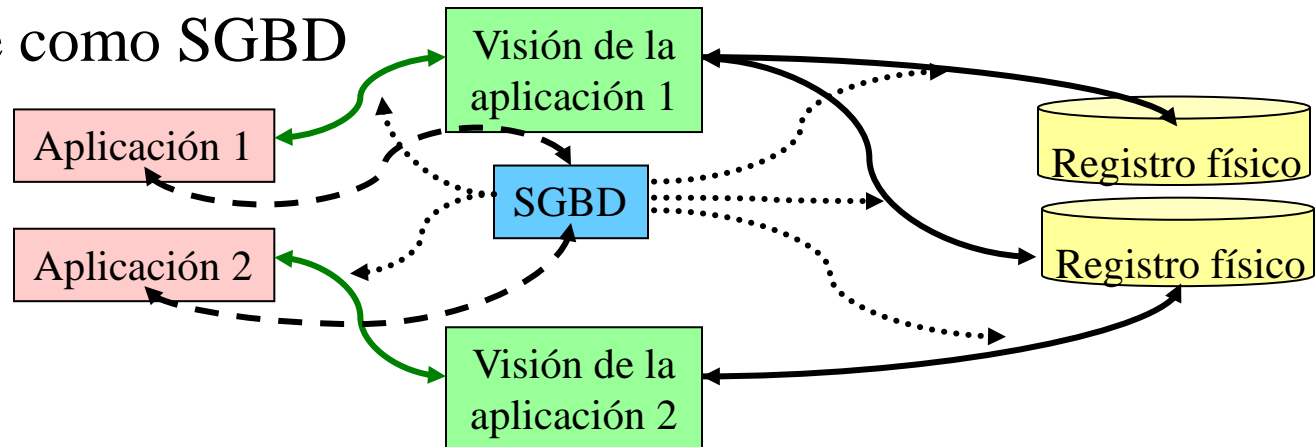 como SGBD
Visión de la
aplicación 1
Aplicación 1
Registro físico
SGBD
Aplicación 2
Registro físico
Visión de la
aplicación 2